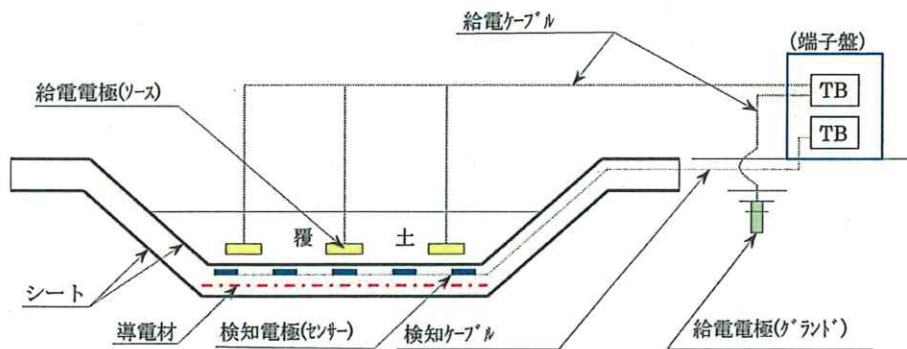 給電ケーブル
(端子盤)
給電電極(ソース)
TB
TB
覆 土
シート
導電材
検知電極(センサー)
検知ケーブル
給電電極(グランド)